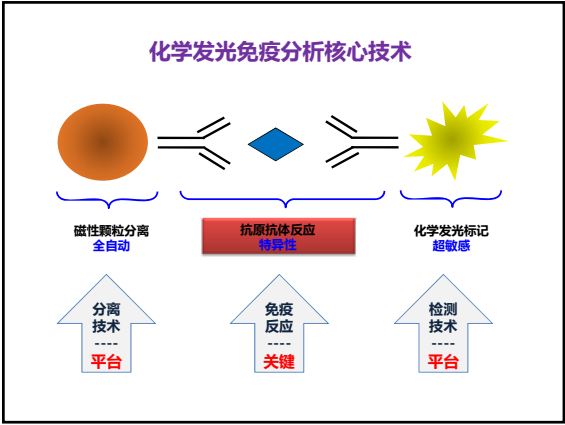 化学发光免疫分析核心技术
磁性颗粒分离
全自动
抗原抗体反应
特异性
化学发光标记
超敏感
分离
技术
----
平台
免疫
反应
----
关键
检测
技术
----
平台